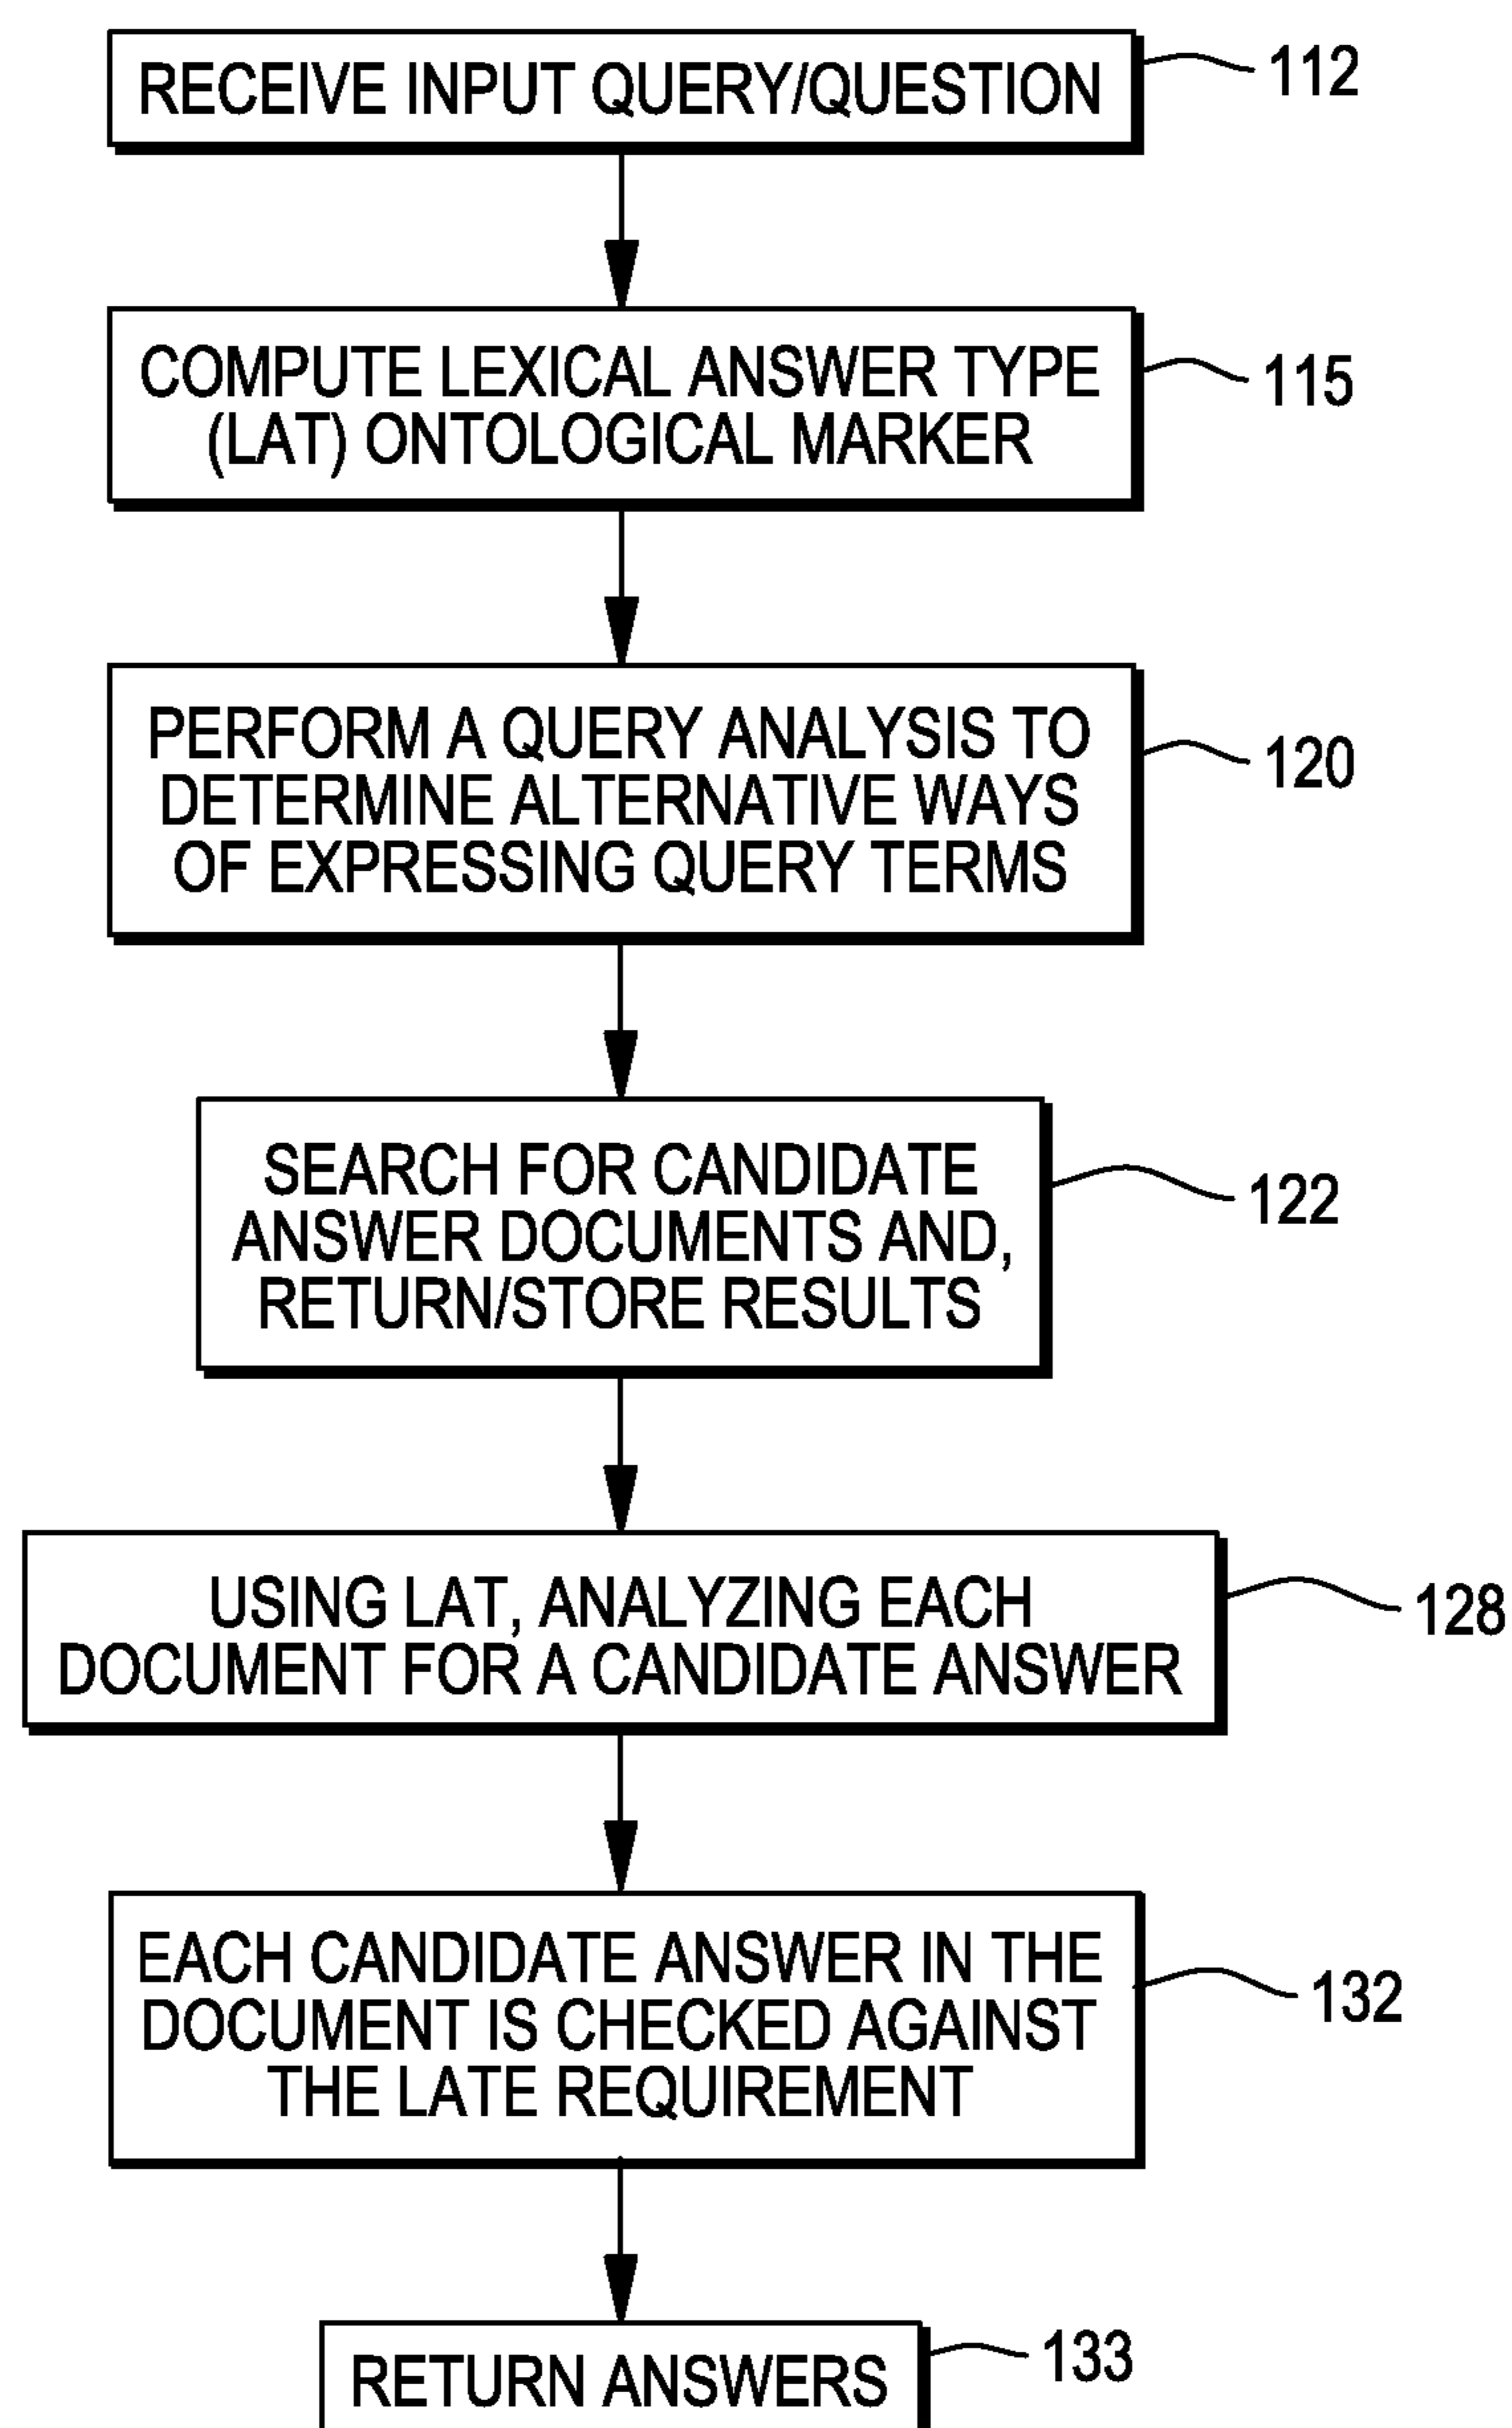 RECEIVE INPUT QUERY/QUESTION
112
COMPUTE LEXICAL ANSWER TYPE
(LAT) ONTOLOGICAL MARKER
115
PERFORM A QUERY ANALYSIS TO
DETERMINE ALTERNATIVE WAYS
OF EXPRESSING QUERY TERMS
120
SEARCH FOR CANDIDATE
ANSWER DOCUMENTS AND,
RETURN/STORE RESULTS
122
USING LAT, ANALYZING EACH
DOCUMENT FOR A CANDIDATE ANSWER
128
EACH CANDIDATE ANSWER IN THE
DOCUMENT IS CHECKED AGAINST
THE LATE REQUIREMENT
132
RETURN ANSWERS
133